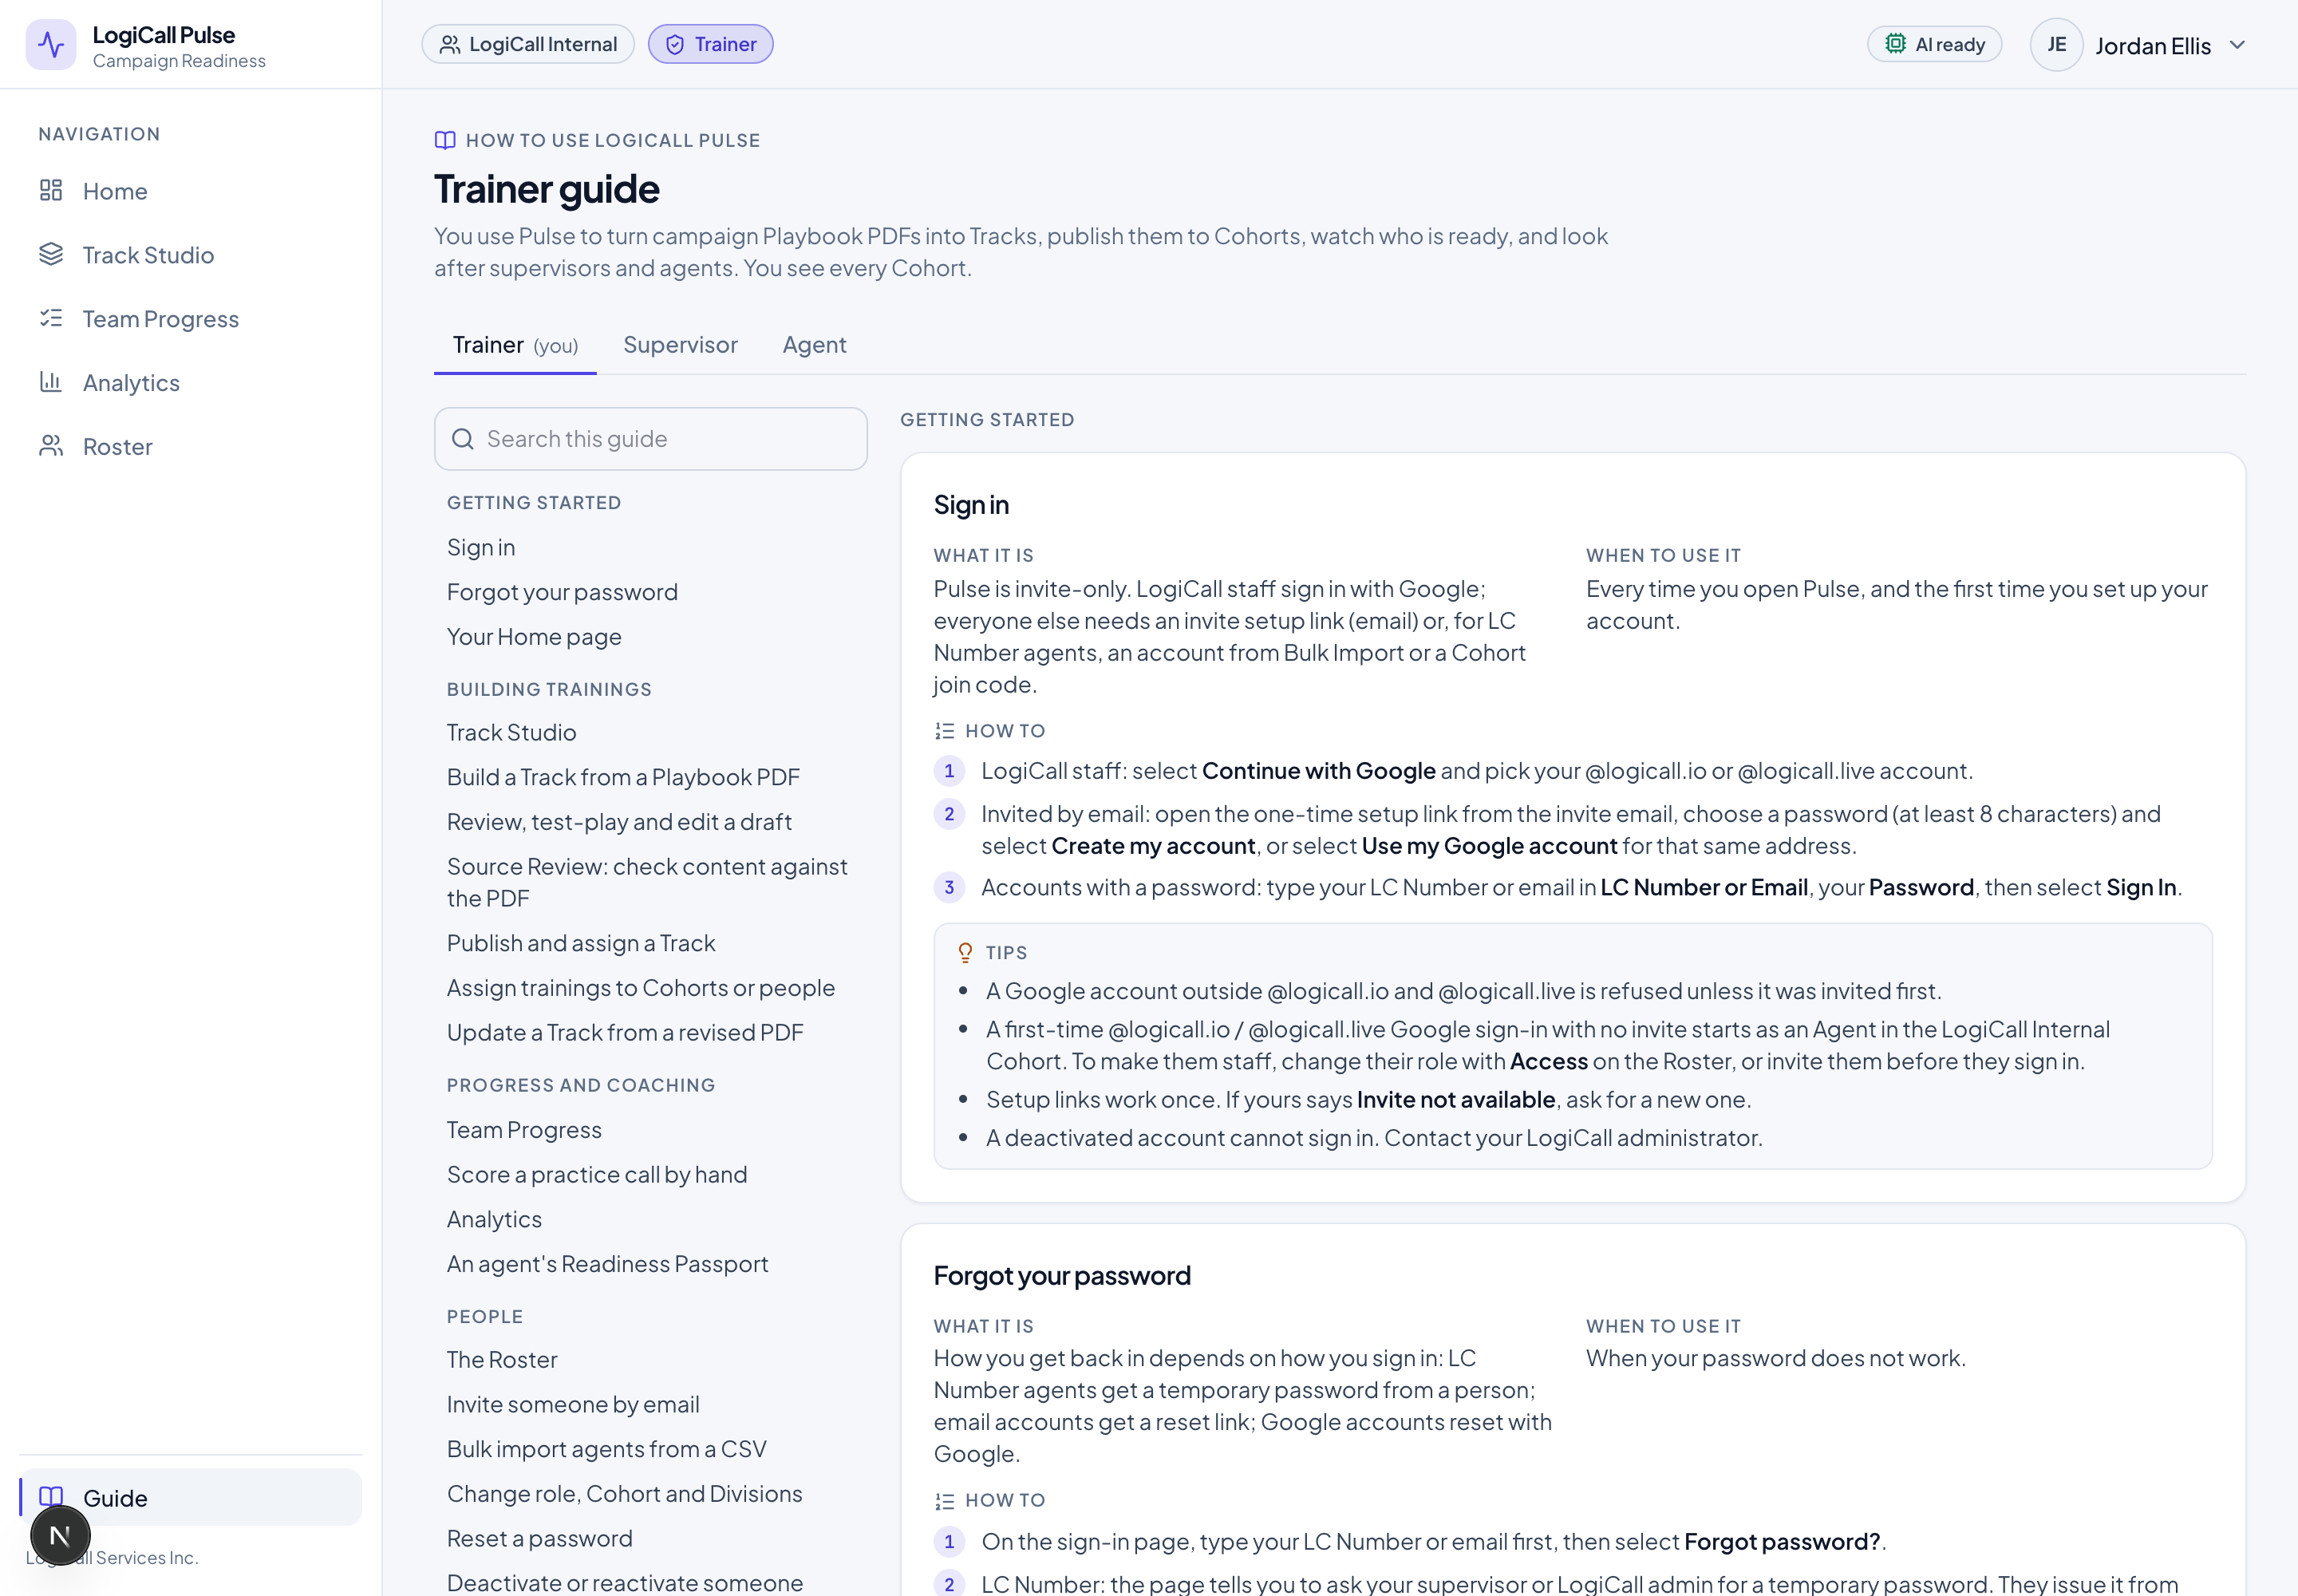 LogiCall Pulse
Campaign Readiness
LogiCall Internal
Trainer
AI ready
JE
Jordan Ellis
NAVIGATION
Home
Track Studio
Team Progress
Analytics
Roster
Guide
N
Services Inc.
HOW TO USE LOGICALL PULSE
Trainer guide
You use Pulse to turn campaign Playbook PDFs into Tracks, publish them to Cohorts, watch who is ready, and look
after supervisors and agents. You see every Cohort.
Trainer (you)
Supervisor
Agent
Search this guide
GETTING STARTED
Sign in
Forgot your password
Your Home page
BUILDING TRAININGS
Track Studio
Build a Track from a Playbook PDF
Review, test-play and edit a draft
Source Review: check content against
the PDF
Publish and assign a Track
Assign trainings to Cohorts or people
Update a Track from a revised PDF
PROGRESS AND COACHING
Team Progress
Score a practice call by hand
Analytics
An agent's Readiness Passport
PEOPLE
The Roster
Invite someone by email
Bulk import agents from a CSV
Change role, Cohort and Divisions
Reset a password
Deactivate or reactivate someone
GETTING STARTED
Sign in
WHAT IT IS
Pulse is invite-only. LogiCall staff sign in with Google;
everyone else needs an invite setup link (email) or, for LC
Number agents, an account from Bulk Import or a Cohort
join code.
WHEN TO USE IT
Every time you open Pulse, and the first time you set up your
account.
HOW TO
1 LogiCall staff: select Continue with Google and pick your @logicall.io or @logicall.live account.
2 Invited by email: open the one-time setup link from the invite email, choose a password (at least 8 characters) and
select Create my account, or select Use my Google account for that same address.
3 Accounts with a password: type your LC Number or email in LC Number or Email, your Password, then select Sign In.
TIPS
• A Google account outside @logicall.io and @logicall.live is refused unless it was invited first.
• A first-time @logicall.io / @logicall.live Google sign-in with no invite starts as an Agent in the LogiCall Internal
Cohort. To make them staff, change their role with Access on the Roster, or invite them before they sign in.
• Setup links work once. If yours says Invite not available, ask for a new one.
• A deactivated account cannot sign in. Contact your LogiCall administrator.
Forgot your password
WHAT IT IS
How you get back in depends on how you sign in: LC
Number agents get a temporary password from a person;
email accounts get a reset link; Google accounts reset with
Google.
WHEN TO USE IT
When your password does not work.
HOW TO
1 On the sign-in page, type your LC Number or email first, then select Forgot password?.
2 LC Number: the page tells you to ask your supervisor or LogiCall admin for a temporary password. They issue it from